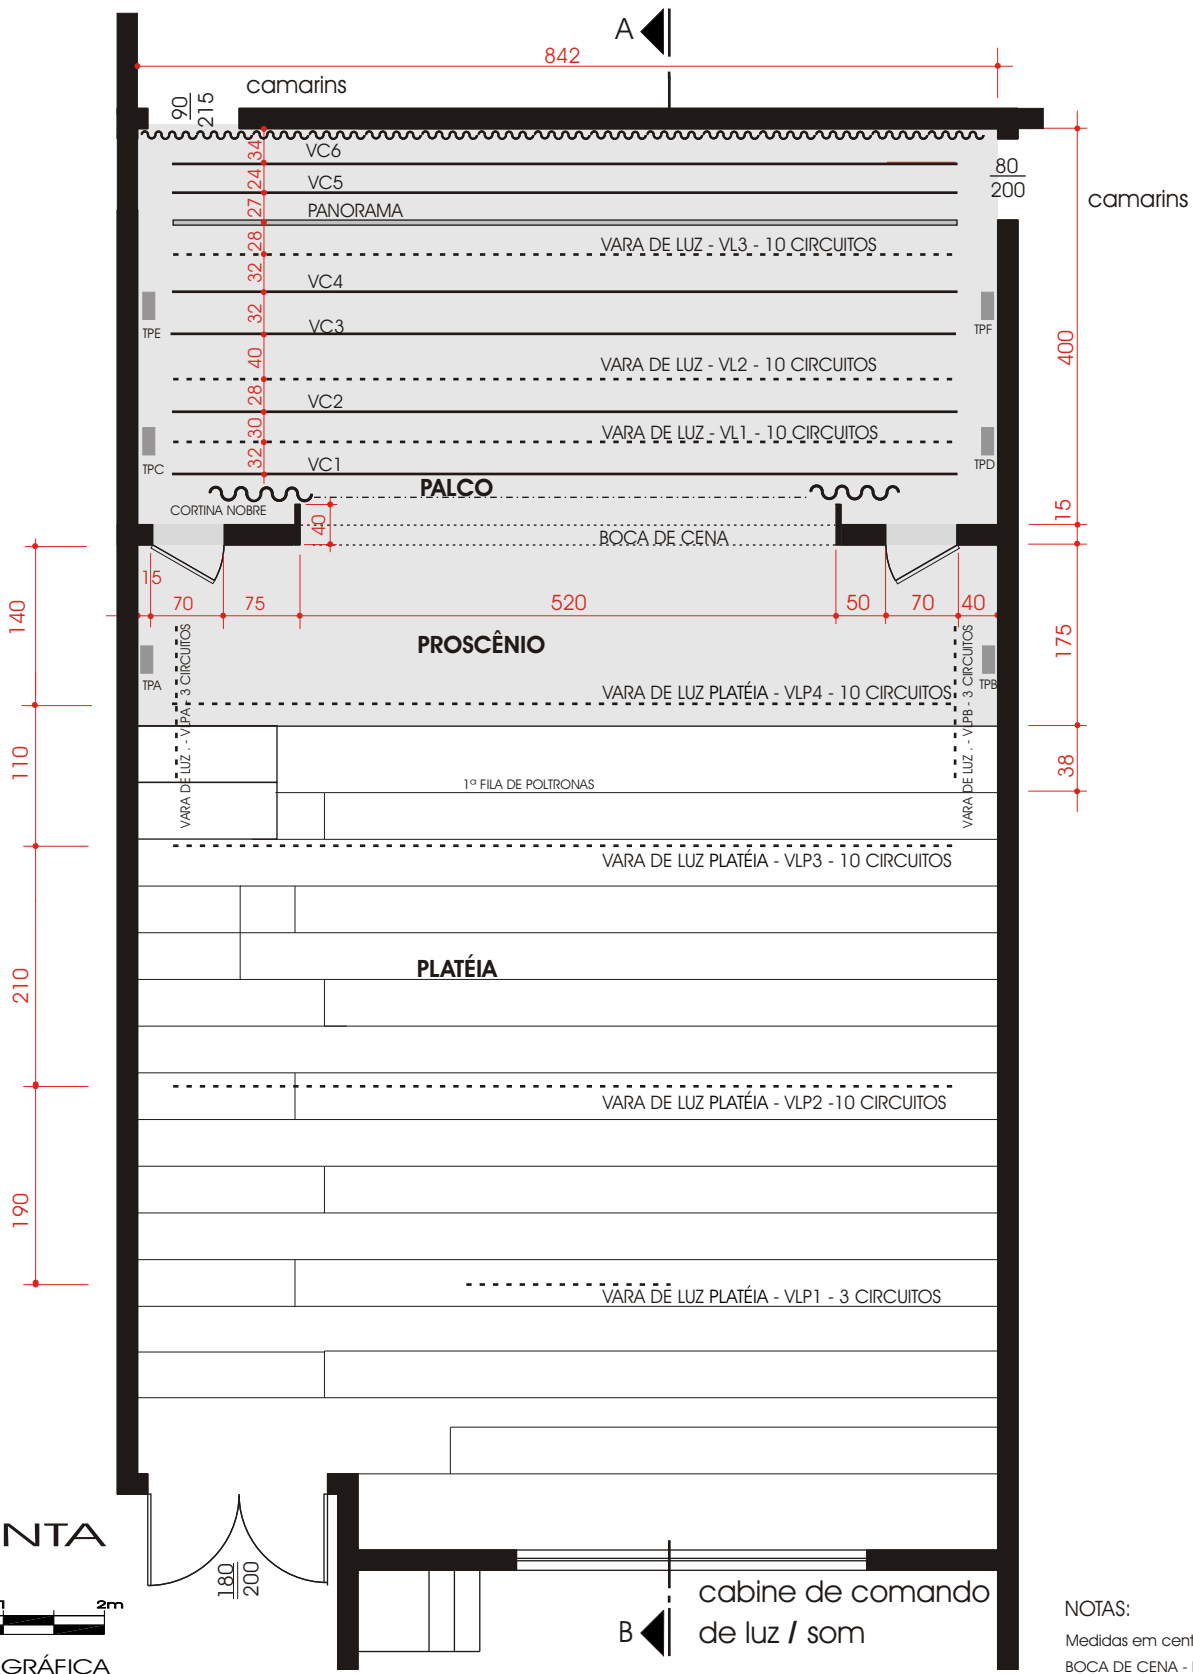 A
842
camarins
90
215
34
VC6
24
VC5
27
PANORAMA
80
200
camarins
28
VARA DE LUZ - VL3 - 10 CIRCUITOS
32
VC4
32
VC3
TPE
TPF
400
40
VARA DE LUZ - VL2 - 10 CIRCUITOS
28
VC2
30
VARA DE LUZ - VL1 - 10 CIRCUITOS
32
VC1
TPC
TPD
PALCO
CORTINA NOBRE
40
15
BOCA DE CENA
15
70
75
520
50
70
40
140
175
PROSCÊNIO
TPA
TPB
VARA DE LUZ . - VLPA - 3 CIRCUITOS
VARA DE LUZ . - VLPB - 3 CIRCUITOS
VARA DE LUZ PLATÉIA - VLP4 - 10 CIRCUITOS
110
38
1ª FILA DE POLTRONAS
VARA DE LUZ PLATÉIA - VLP3 - 10 CIRCUITOS
210
PLATÉIA
VARA DE LUZ PLATÉIA - VLP2 -10 CIRCUITOS
190
VARA DE LUZ PLATÉIA - VLP1 - 3 CIRCUITOS
NTA
180
200
1 2m
GRÁFICA
cabine de comando
de luz / som
B
NOTAS:
Medidas em cent
BOCA DE CENA -